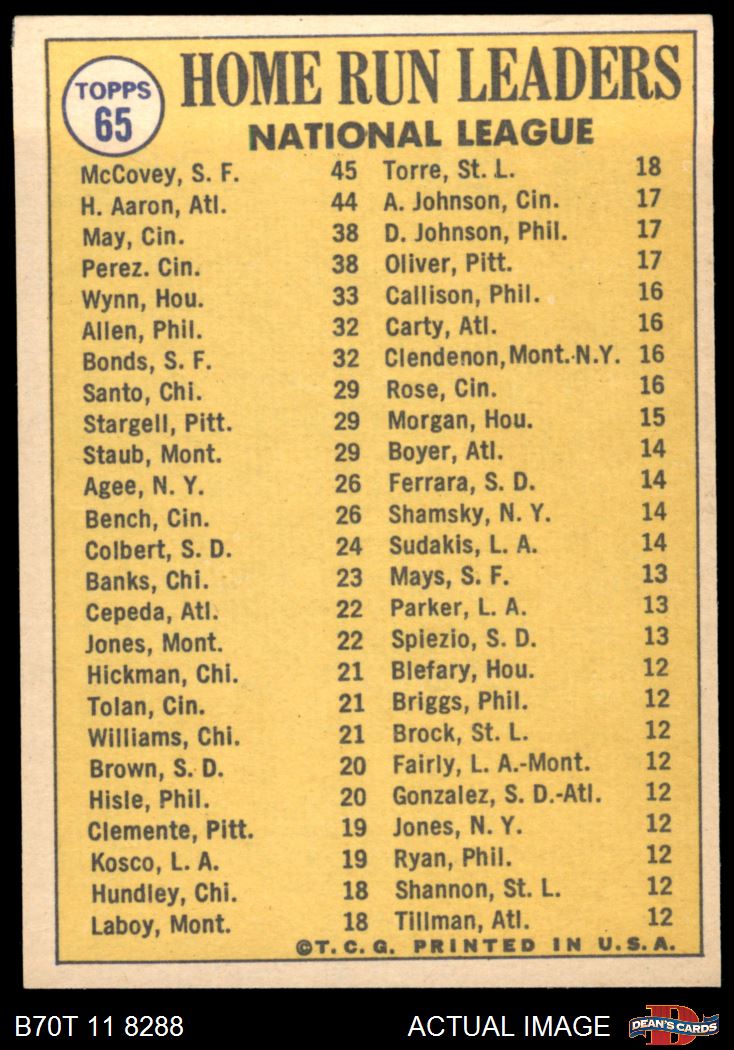 TOPPS
65
HOME RUN LEADERS
NATIONAL LEAGUE
McCovey, S. F. 45
H. Aaron, Atl. 44
May, Cin. 38
Perez. Cin. 38
Wynn, Hou. 33
Allen, Phil. 32
Bonds, S. F. 32
Santo, Chi. 29
Stargell, Pitt. 29
Staub, Mont. 29
Agee, N. Y. 26
Bench, Cin. 26
Colbert, S. D. 24
Banks, Chi. 23
Cepeda, Atl. 22
Jones, Mont. 22
Hickman, Chi. 21
Tolan, Cin. 21
Williams, Chi. 21
Brown, S. D. 20
Hisle, Phil. 20
Clemente, Pitt. 19
Kosco, L. A. 19
Hundley, Chi. 18
Laboy, Mont. 18
Torre, St. L. 18
A. Johnson, Cin. 17
D. Johnson, Phil. 17
Oliver, Pitt. 17
Callison, Phil. 16
Carty, Atl. 16
Clendenon, Mont.-N.Y. 16
Rose, Cin. 16
Morgan, Hou. 15
Boyer, Atl. 14
Ferrara, S. D. 14
Shamsky, N. Y. 14
Sudakis, L. A. 14
Mays, S. F. 13
Parker, L. A. 13
Spiezio, S. D. 13
Blefary, Hou. 12
Briggs, Phil. 12
Brock, St. L. 12
Fairly, L. A.-Mont. 12
Gonzalez, S. D.-Atl. 12
Jones, N. Y. 12
Ryan, Phil. 12
Shannon, St. L. 12
Tillman, Atl. 12
©T. C. G. PRINTED IN U.S.A.
B70T 11 8288 ACTUAL IMAGE
DEAN'S CARDS